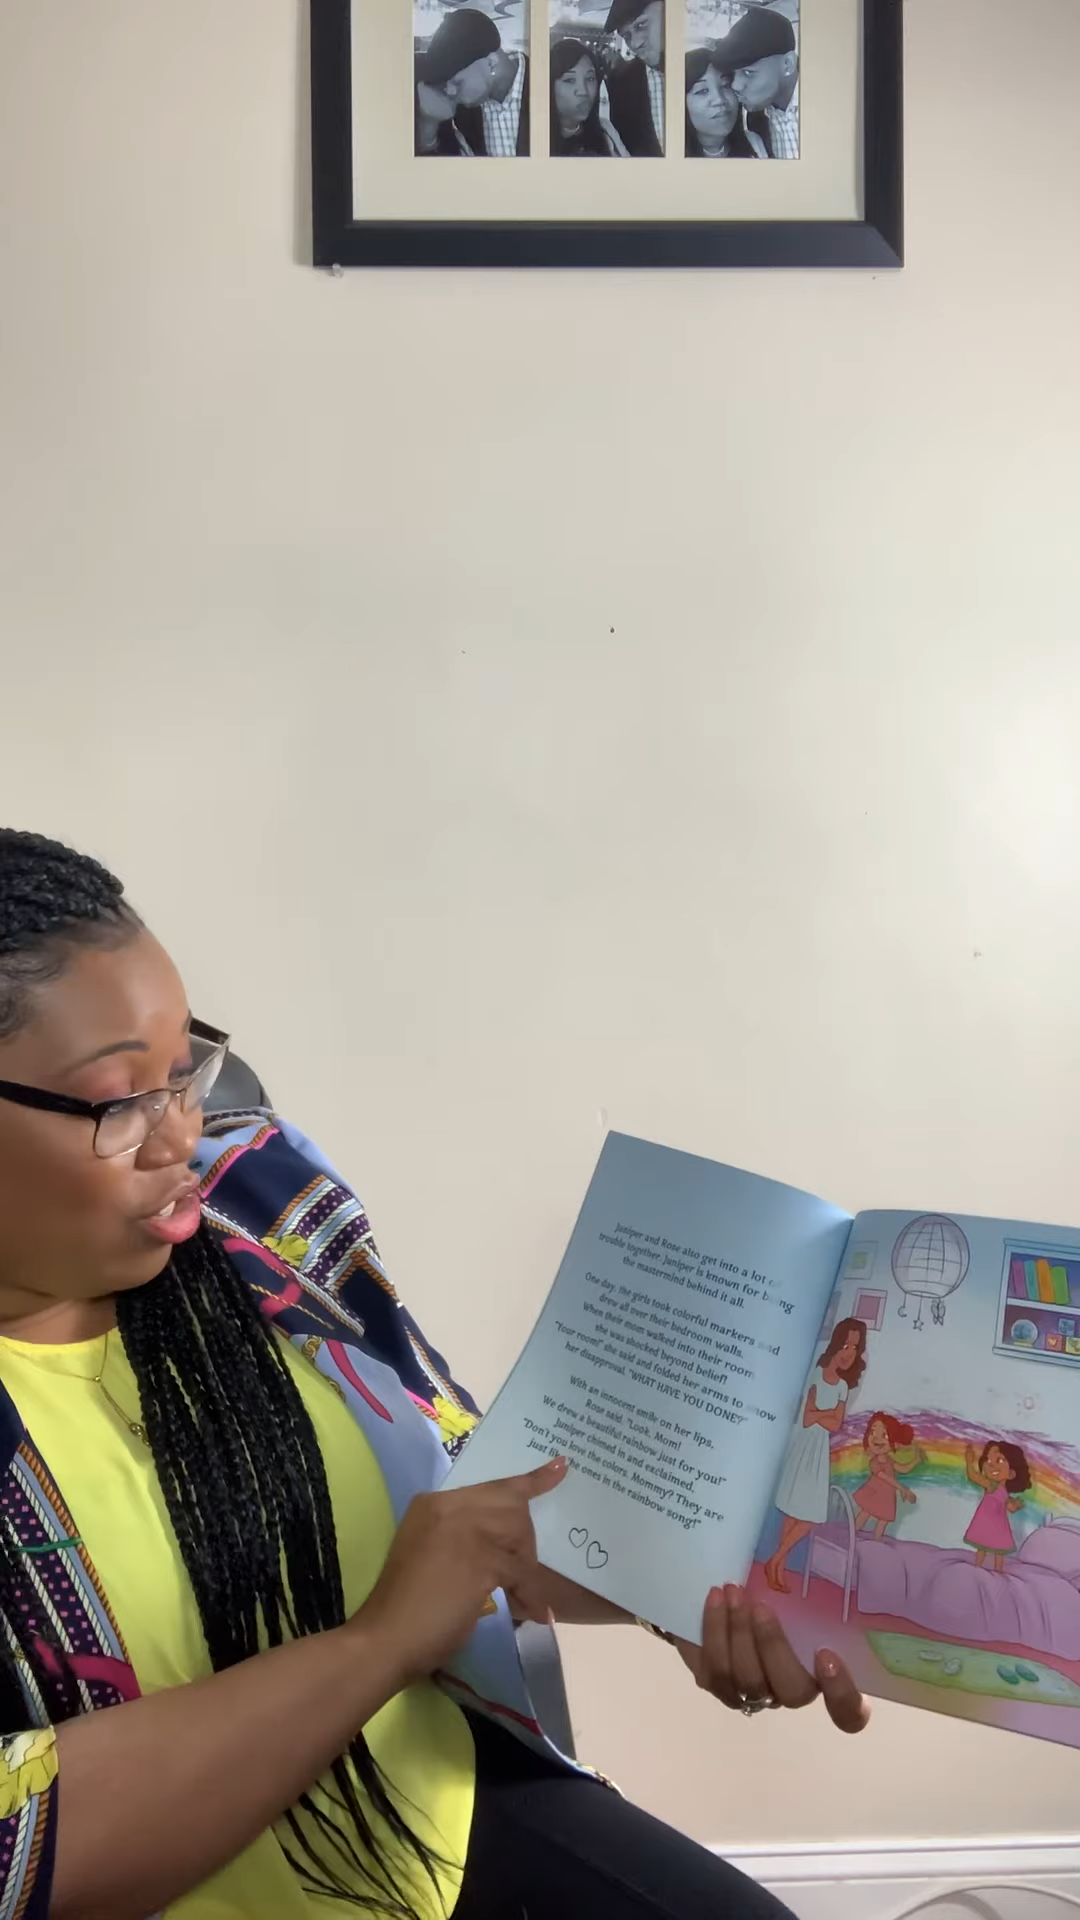 Juniper and Rose also get into a lot
trouble together. Juniper is known for being
the mastermind behind it all.
One day, the girls took colorful markers and
drew all over their bedroom walls.
When their mom walked into their room
she was shocked beyond belief!
"Your room!" she said and folded her arms to show
her disapproval. "WHAT HAVE YOU DONE?"
With an innocent smile on her lips,
Rose said. "Look, Mom!
We drew a beautiful rainbow just for you!"
Juniper chimed in and exclaimed.
"Don't you love the colors, Mommy? They are
just like the ones in the rainbow song!"